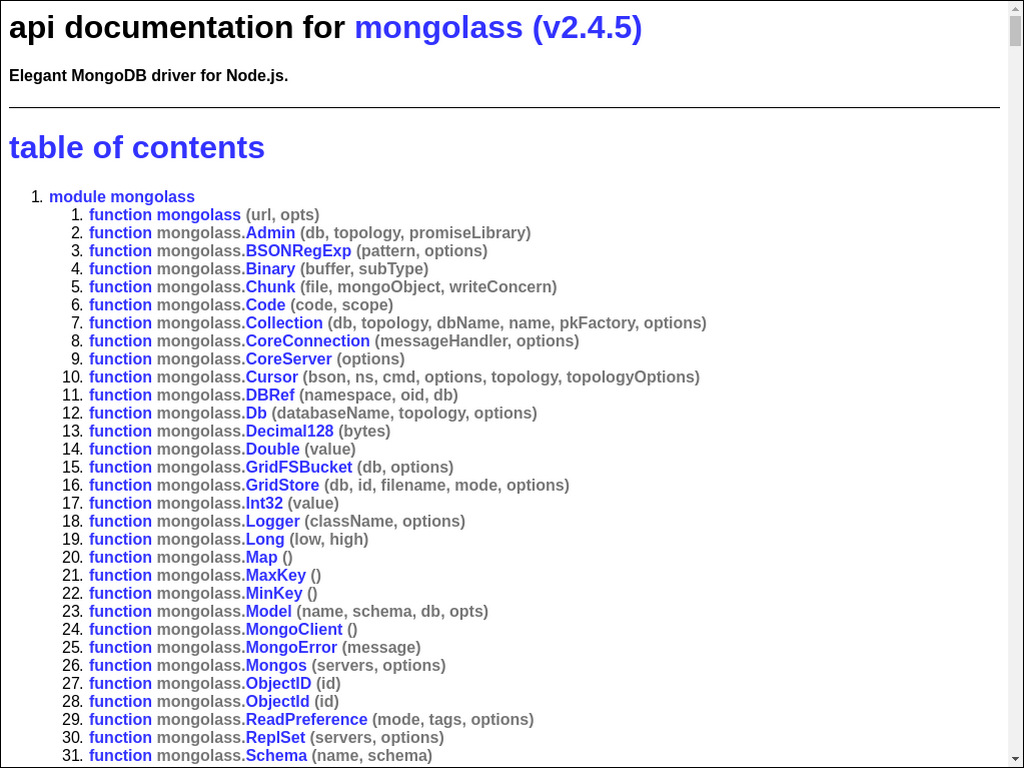 api documentation for mongolass (v2.4.5)
Elegant MongoDB driver for Node.js.
table of contents
1. module mongolass
1. function mongolass (url, opts)
2. function mongolass.Admin (db, topology, promiseLibrary)
3. function mongolass.BSONRegExp (pattern, options)
4. function mongolass.Binary (buffer, subType)
5. function mongolass.Chunk (file, mongoObject, writeConcern)
6. function mongolass.Code (code, scope)
7. function mongolass.Collection (db, topology, dbName, name, pkFactory, options)
8. function mongolass.CoreConnection (messageHandler, options)
9. function mongolass.CoreServer (options)
10. function mongolass.Cursor (bson, ns, cmd, options, topology, topologyOptions)
11. function mongolass.DBRef (namespace, oid, db)
12. function mongolass.Db (databaseName, topology, options)
13. function mongolass.Decimal128 (bytes)
14. function mongolass.Double (value)
15. function mongolass.GridFSBucket (db, options)
16. function mongolass.GridStore (db, id, filename, mode, options)
17. function mongolass.Int32 (value)
18. function mongolass.Logger (className, options)
19. function mongolass.Long (low, high)
20. function mongolass.Map ()
21. function mongolass.MaxKey ()
22. function mongolass.MinKey ()
23. function mongolass.Model (name, schema, db, opts)
24. function mongolass.MongoClient ()
25. function mongolass.MongoError (message)
26. function mongolass.Mongos (servers, options)
27. function mongolass.ObjectID (id)
28. function mongolass.ObjectId (id)
29. function mongolass.ReadPreference (mode, tags, options)
30. function mongolass.ReplSet (servers, options)
31. function mongolass.Schema (name, schema)